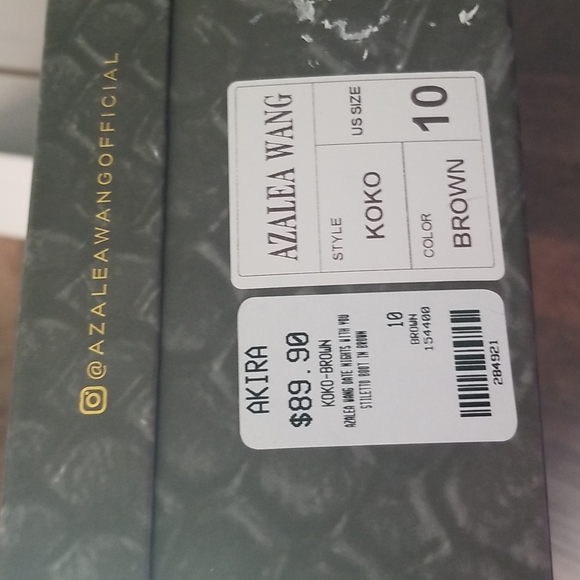 @AZALEAWANGOFFICIAL
AZALEA WANG
STYLE
KOKO
US SIZE
10
COLOR
BROWN
AKIRA
$89.90
KOKO-BROWN
AZALEA WANG DATE NIGHTS WITH YOU
STILETTO BOOT IN BROWN
10
BROWN
154400
284921